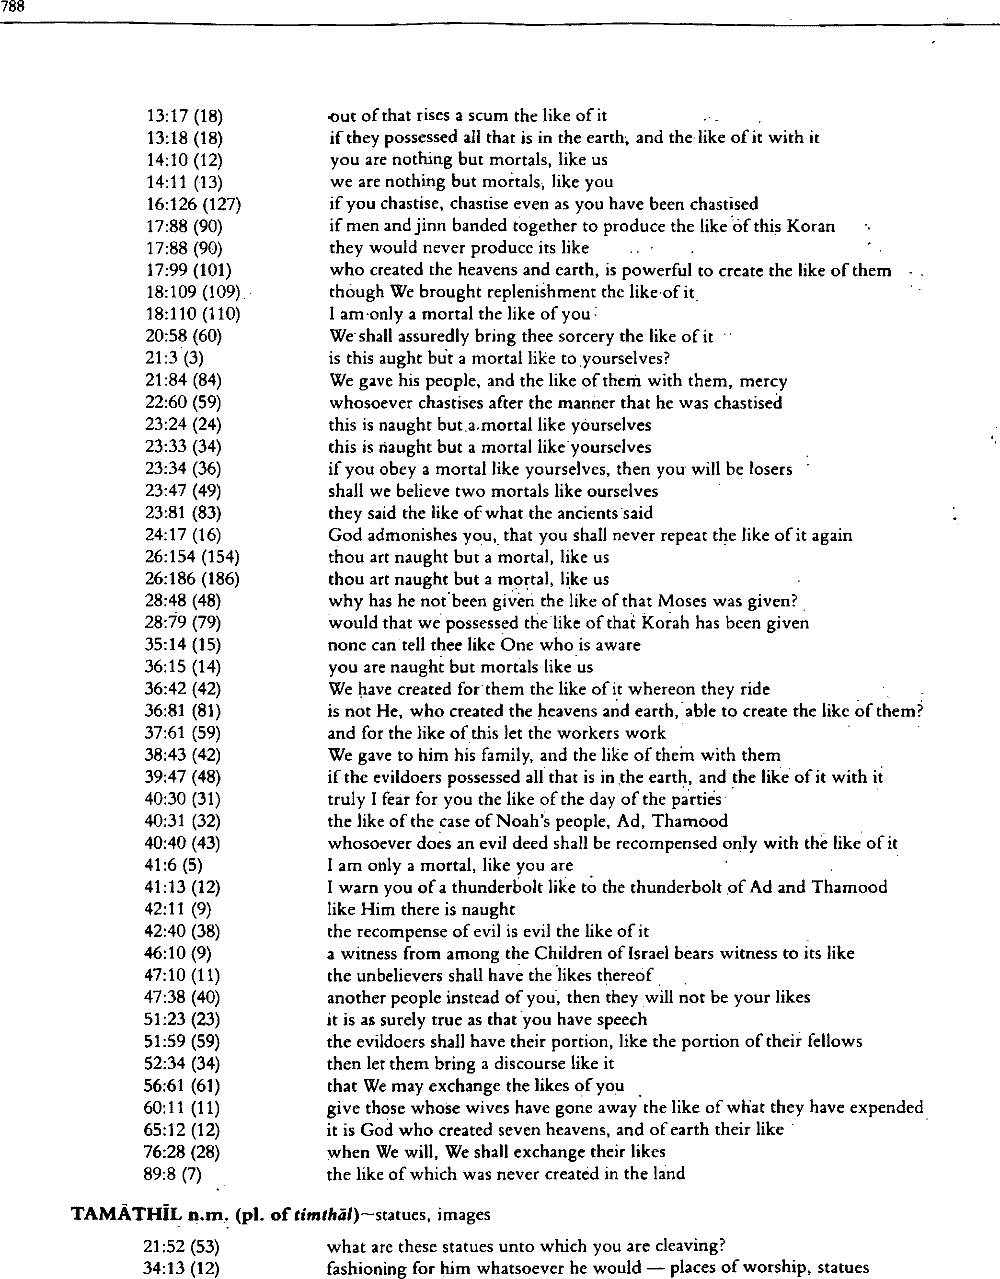 788
13:17 (18) out of that rises a scum the like of it
13:18 (18) if they possessed all that is in the earth, and the like of it with it
14:10 (12) you are nothing but mortals, like us
14:11 (13) we are nothing but mortals, like you
16:126 (127) if you chastise, chastise even as you have been chastised
17:88 (90) if men and jinn banded together to produce the like of this Koran
17:88 (90) they would never produce its like
17:99 (101) who created the heavens and earth, is powerful to create the like of them
18:109 (109) though We brought replenishment the like of it
18:110 (110) I am only a mortal the like of you
20:58 (60) We shall assuredly bring thee sorcery the like of it
21:3 (3) is this aught but a mortal like to yourselves?
21:84 (84) We gave his people, and the like of them with them, mercy
22:60 (59) whosoever chastises after the manner that he was chastised
23:24 (24) this is naught but a mortal like yourselves
23:33 (34) this is naught but a mortal like yourselves
23:34 (36) if you obey a mortal like yourselves, then you will be losers
23:47 (49) shall we believe two mortals like ourselves
23:81 (83) they said the like of what the ancients said
24:17 (16) God admonishes you, that you shall never repeat the like of it again
26:154 (154) thou art naught but a mortal, like us
26:186 (186) thou art naught but a mortal, like us
28:48 (48) why has he not been given the like of that Moses was given?
28:79 (79) would that we possessed the like of that Korah has been given
35:14 (15) none can tell thee like One who is aware
36:15 (14) you are naught but mortals like us
36:42 (42) We have created for them the like of it whereon they ride
36:81 (81) is not He, who created the heavens and earth, able to create the like of them?
37:61 (59) and for the like of this let the workers work
38:43 (42) We gave to him his family, and the like of them with them
39:47 (48) if the evildoers possessed all that is in the earth, and the like of it with it
40:30 (31) truly I fear for you the like of the day of the parties
40:31 (32) the like of the case of Noah's people, Ad, Thamood
40:40 (43) whosoever does an evil deed shall be recompensed only with the like of it
41:6 (5) I am only a mortal, like you are
41:13 (12) I warn you of a thunderbolt like to the thunderbolt of Ad and Thamood
42:11 (9) like Him there is naught
42:40 (38) the recompense of evil is evil the like of it
46:10 (9) a witness from among the Children of Israel bears witness to its like
47:10 (11) the unbelievers shall have the likes thereof
47:38 (40) another people instead of you, then they will not be your likes
51:23 (23) it is as surely true as that you have speech
51:59 (59) the evildoers shall have their portion, like the portion of their fellows
52:34 (34) then let them bring a discourse like it
56:61 (61) that We may exchange the likes of you
60:11 (11) give those whose wives have gone away the like of what they have expended
65:12 (12) it is God who created seven heavens, and of earth their like
76:28 (28) when We will, We shall exchange their likes
89:8 (7) the like of which was never created in the land
TAMĀTHĪL n.m. (pl. of timthāl)—statues, images
21:52 (53) what are these statues unto which you are cleaving?
34:13 (12) fashioning for him whatsoever he would — places of worship, statues